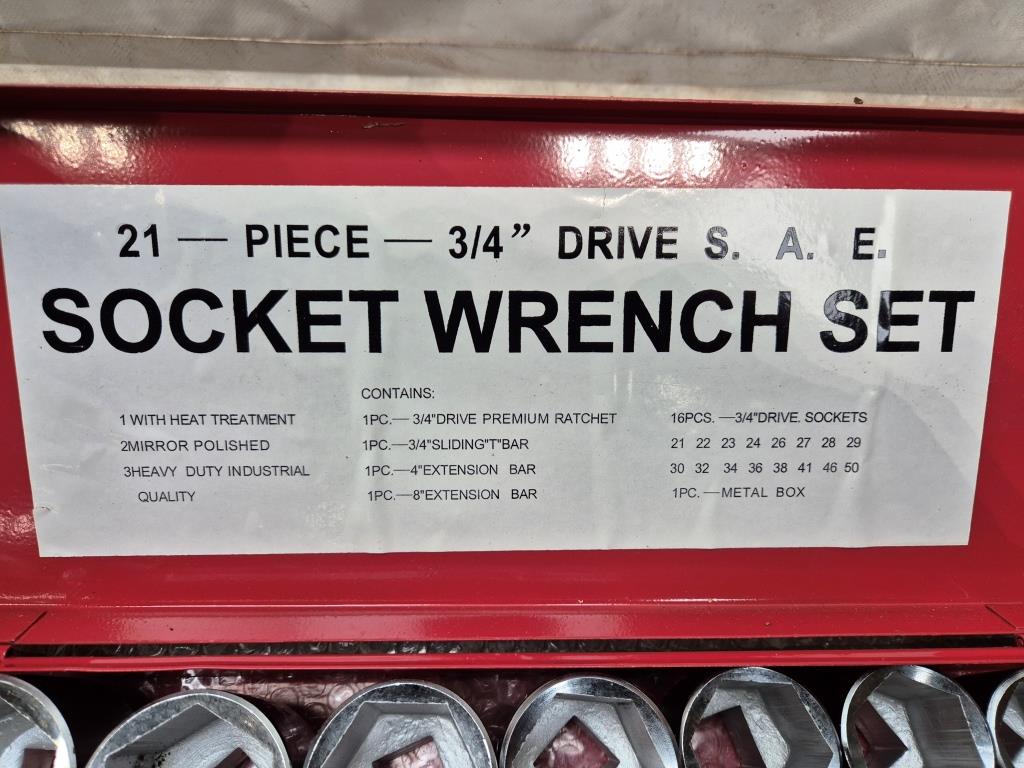 21 — PIECE — 3/4” DRIVE S. A. E.
SOCKET WRENCH SET
1 WITH HEAT TREATMENT
2MIRROR POLISHED
3HEAVY DUTY INDUSTRIAL
QUALITY
CONTAINS:
1PC.—3/4"DRIVE PREMIUM RATCHET
1PC.—3/4"SLIDING"T"BAR
1PC.—4"EXTENSION BAR
1PC.—8"EXTENSION BAR
16PCS.—3/4"DRIVE. SOCKETS
21 22 23 24 26 27 28 29
30 32 34 36 38 41 46 50
1PC.—METAL BOX